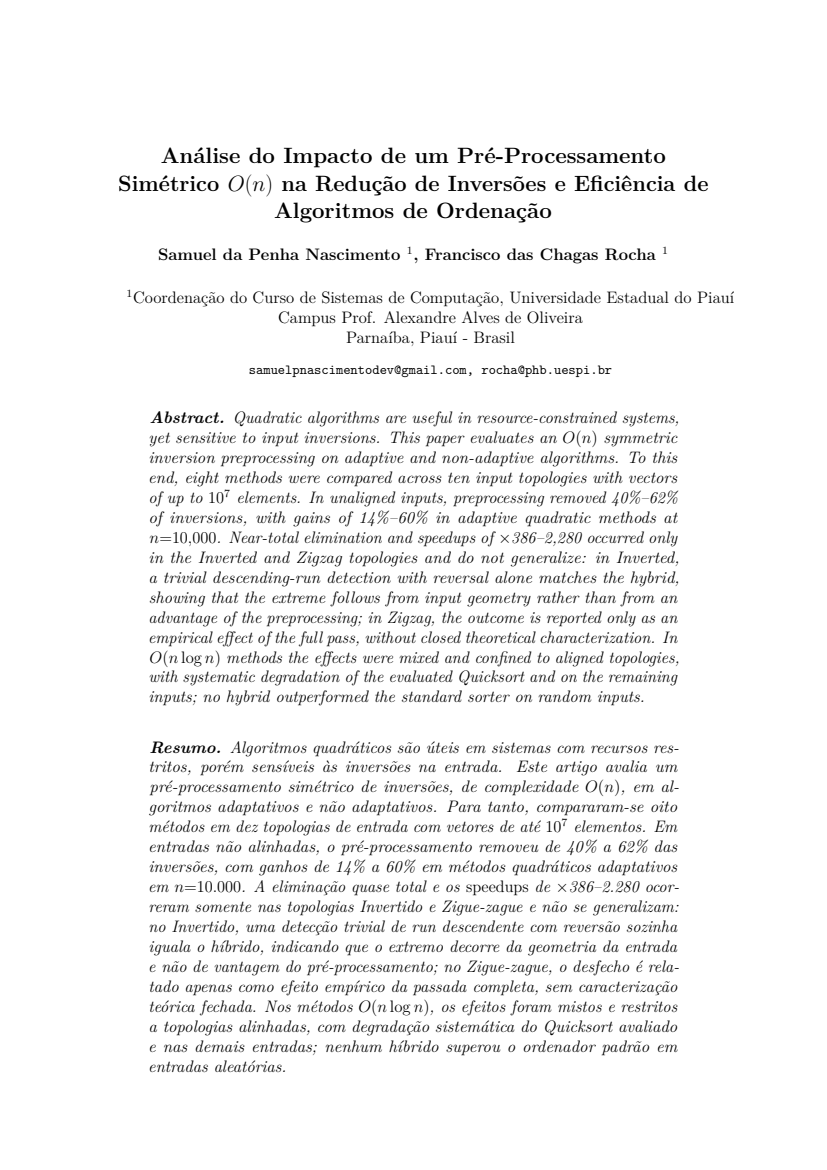 Análise do Impacto de um Pré-Processamento
Simétrico O(n) na Redução de Inversões e Eficiência de
Algoritmos de Ordenação
Samuel da Penha Nascimento ¹, Francisco das Chagas Rocha ¹
¹Coordenação do Curso de Sistemas de Computação, Universidade Estadual do Piauí
Campus Prof. Alexandre Alves de Oliveira
Parnaíba, Piauí - Brasil
samuelpnascimentodev@gmail.com, rocha@phb.uespi.br
Abstract. Quadratic algorithms are useful in resource-constrained systems,
yet sensitive to input inversions. This paper evaluates an O(n) symmetric
inversion preprocessing on adaptive and non-adaptive algorithms. To this
end, eight methods were compared across ten input topologies with vectors
of up to 10⁷ elements. In unaligned inputs, preprocessing removed 40%–62%
of inversions, with gains of 14%–60% in adaptive quadratic methods at
n=10,000. Near-total elimination and speedups of ×386–2,280 occurred only
in the Inverted and Zigzag topologies and do not generalize: in Inverted,
a trivial descending-run detection with reversal alone matches the hybrid,
showing that the extreme follows from input geometry rather than from an
advantage of the preprocessing; in Zigzag, the outcome is reported only as an
empirical effect of the full pass, without closed theoretical characterization. In
O(n log n) methods the effects were mixed and confined to aligned topologies,
with systematic degradation of the evaluated Quicksort and on the remaining
inputs; no hybrid outperformed the standard sorter on random inputs.
Resumo. Algoritmos quadráticos são úteis em sistemas com recursos res-
tritos, porém sensíveis às inversões na entrada. Este artigo avalia um
pré-processamento simétrico de inversões, de complexidade O(n), em al-
goritmos adaptativos e não adaptativos. Para tanto, compararam-se oito
métodos em dez topologias de entrada com vetores de até 10⁷ elementos. Em
entradas não alinhadas, o pré-processamento removeu de 40% a 62% das
inversões, com ganhos de 14% a 60% em métodos quadráticos adaptativos
em n=10.000. A eliminação quase total e os speedups de ×386–2.280 ocor-
reram somente nas topologias Invertido e Zigue-zague e não se generalizam:
no Invertido, uma detecção trivial de run descendente com reversão sozinha
iguala o híbrido, indicando que o extremo decorre da geometria da entrada
e não de vantagem do pré-processamento; no Zigue-zague, o desfecho é rela-
tado apenas como efeito empírico da passada completa, sem caracterização
teórica fechada. Nos métodos O(n log n), os efeitos foram mistos e restritos
a topologias alinhadas, com degradação sistemática do Quicksort avaliado
e nas demais entradas; nenhum híbrido superou o ordenador padrão em
entradas aleatórias.